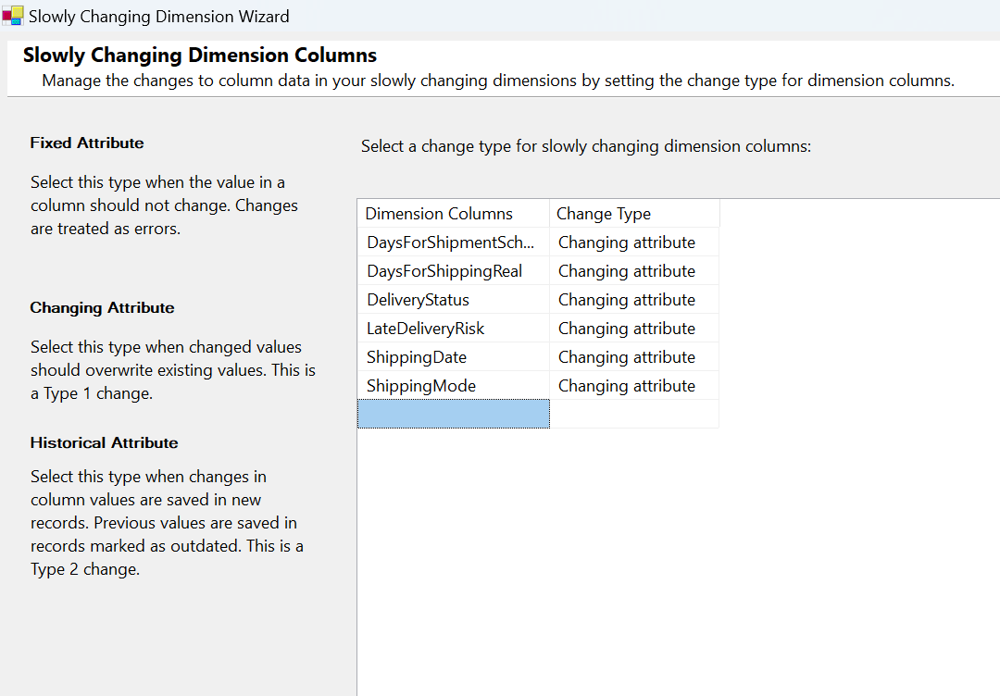 Slowly Changing Dimension Wizard
Slowly Changing Dimension Columns
Manage the changes to column data in your slowly changing dimensions by setting the change type for dimension columns.
Fixed Attribute
Select this type when the value in a
column should not change. Changes
are treated as errors.
Changing Attribute
Select this type when changed values
should overwrite existing values. This is
a Type 1 change.
Historical Attribute
Select this type when changes in
column values are saved in new
records. Previous values are saved in
records marked as outdated. This is a
Type 2 change.
Select a change type for slowly changing dimension columns:
Dimension Columns Change Type
DaysForShipmentSch... Changing attribute
DaysForShippingReal Changing attribute
DeliveryStatus Changing attribute
LateDeliveryRisk Changing attribute
ShippingDate Changing attribute
ShippingMode Changing attribute